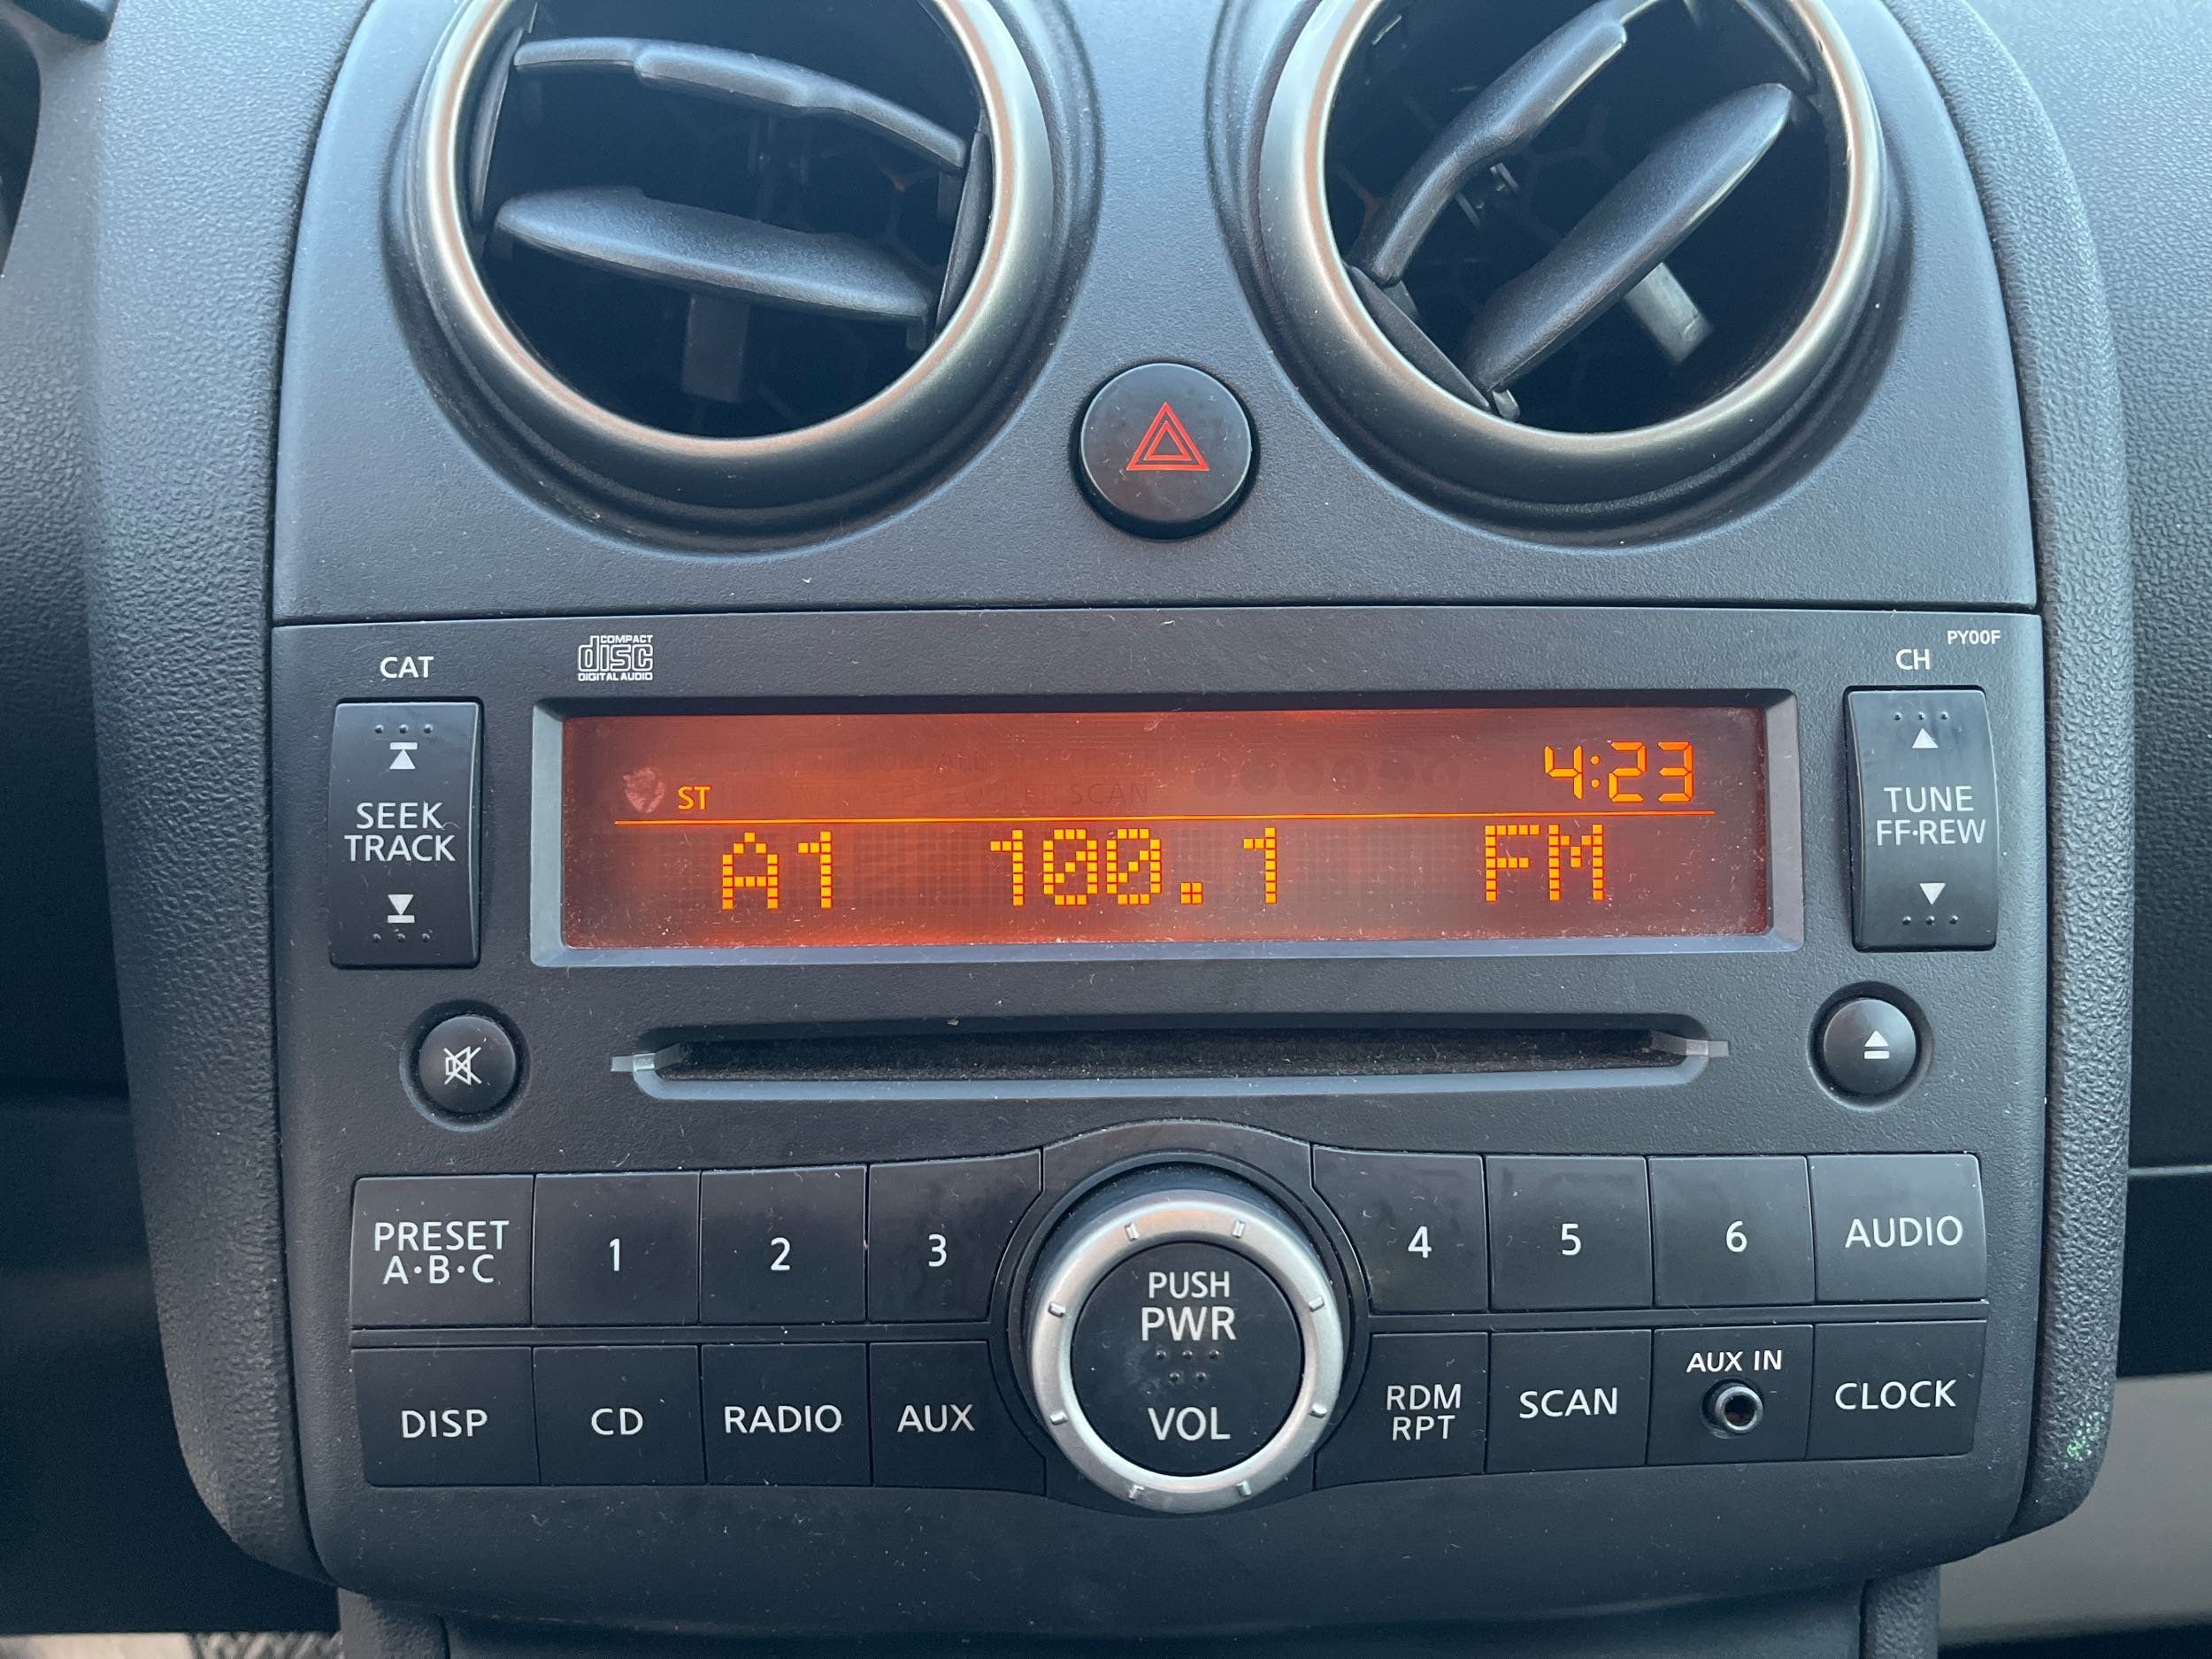 COMPACT
disc
DIGITAL AUDIO
PY00F
CAT
CH
SEEK
TRACK
ST
4:23
A1 100.1 FM
SCAN
TUNE
FF·REW
PRESET
A·B·C
1
2
3
PUSH
PWR
VOL
4
5
6
AUDIO
DISP
CD
RADIO
AUX
RDM
RPT
SCAN
AUX IN
CLOCK